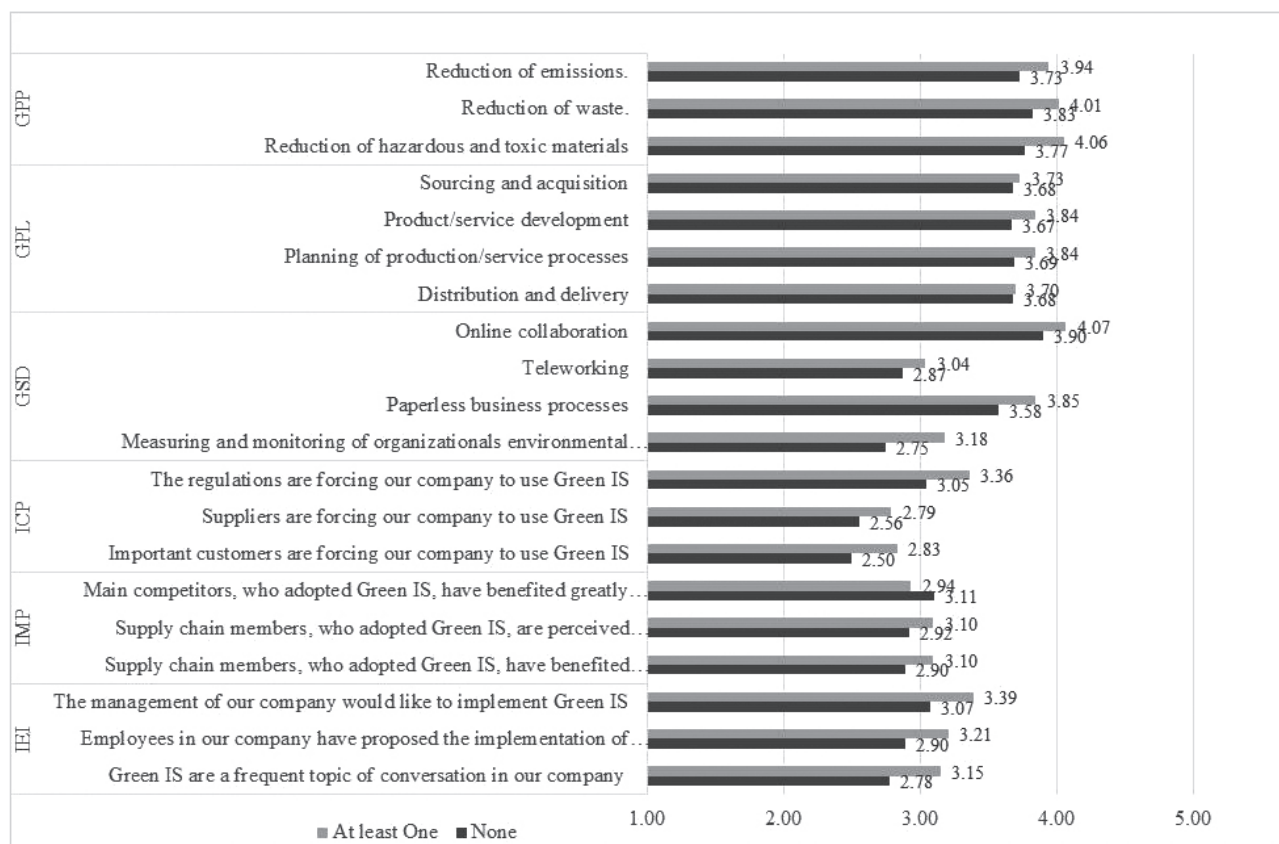 GPP
Reduction of emissions.
3.94
3.73
Reduction of waste.
4.01
3.83
Reduction of hazardous and toxic materials
4.06
3.77
GPL
Sourcing and acquisition
3.73
3.68
Product/service development
3.84
3.67
Planning of production/service processes
3.84
3.69
Distribution and delivery
3.70
3.68
GSD
Online collaboration
4.07
3.90
Teleworking
3.04
2.87
Paperless business processes
3.85
3.58
Measuring and monitoring of organizationals environmental…
3.18
2.75
ICP
The regulations are forcing our company to use Green IS
3.36
3.05
Suppliers are forcing our company to use Green IS
2.79
2.56
Important customers are forcing our company to use Green IS
2.83
2.50
IMP
Main competitors, who adopted Green IS, have benefited greatly…
2.94
3.11
Supply chain members, who adopted Green IS, are perceived…
3.10
2.92
Supply chain members, who adopted Green IS, have benefited…
3.10
2.90
IEI
The management of our company would like to implement Green IS
3.39
3.07
Employees in our company have proposed the implementation of…
3.21
2.90
Green IS are a frequent topic of conversation in our company
3.15
2.78
1.00 2.00 3.00 4.00 5.00
At least One None